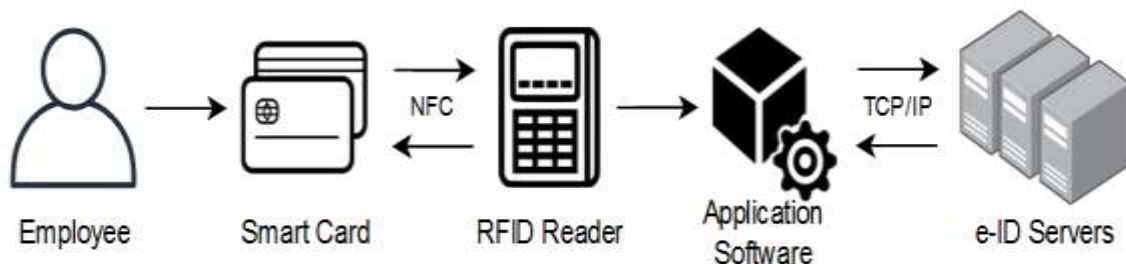 NFC
TCP/IP
Employee
Smart Card
RFID Reader
Application
Software
e-ID Servers